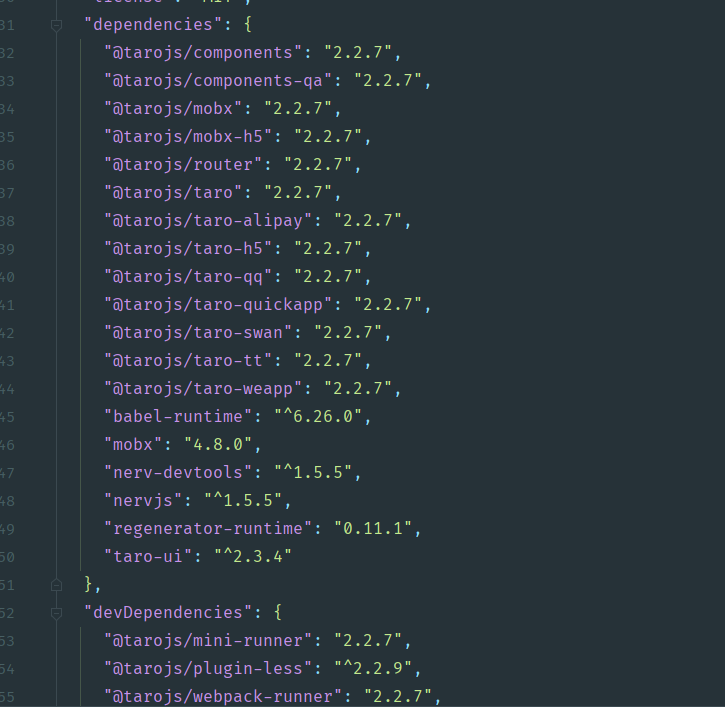 31 "dependencies": {
32 "@tarojs/components": "2.2.7",
33 "@tarojs/components-qa": "2.2.7",
34 "@tarojs/mobx": "2.2.7",
35 "@tarojs/mobx-h5": "2.2.7",
36 "@tarojs/router": "2.2.7",
37 "@tarojs/taro": "2.2.7",
38 "@tarojs/taro-alipay": "2.2.7",
39 "@tarojs/taro-h5": "2.2.7",
40 "@tarojs/taro-qq": "2.2.7",
41 "@tarojs/taro-quickapp": "2.2.7",
42 "@tarojs/taro-swan": "2.2.7",
43 "@tarojs/taro-tt": "2.2.7",
44 "@tarojs/taro-weapp": "2.2.7",
45 "babel-runtime": "^6.26.0",
46 "mobx": "4.8.0",
47 "nerv-devtools": "^1.5.5",
48 "nervjs": "^1.5.5",
49 "regenerator-runtime": "0.11.1",
50 "taro-ui": "^2.3.4"
51 },
52 "devDependencies": {
53 "@tarojs/mini-runner": "2.2.7",
54 "@tarojs/plugin-less": "^2.2.9",
55 "@tarojs/webpack-runner": "2.2.7",